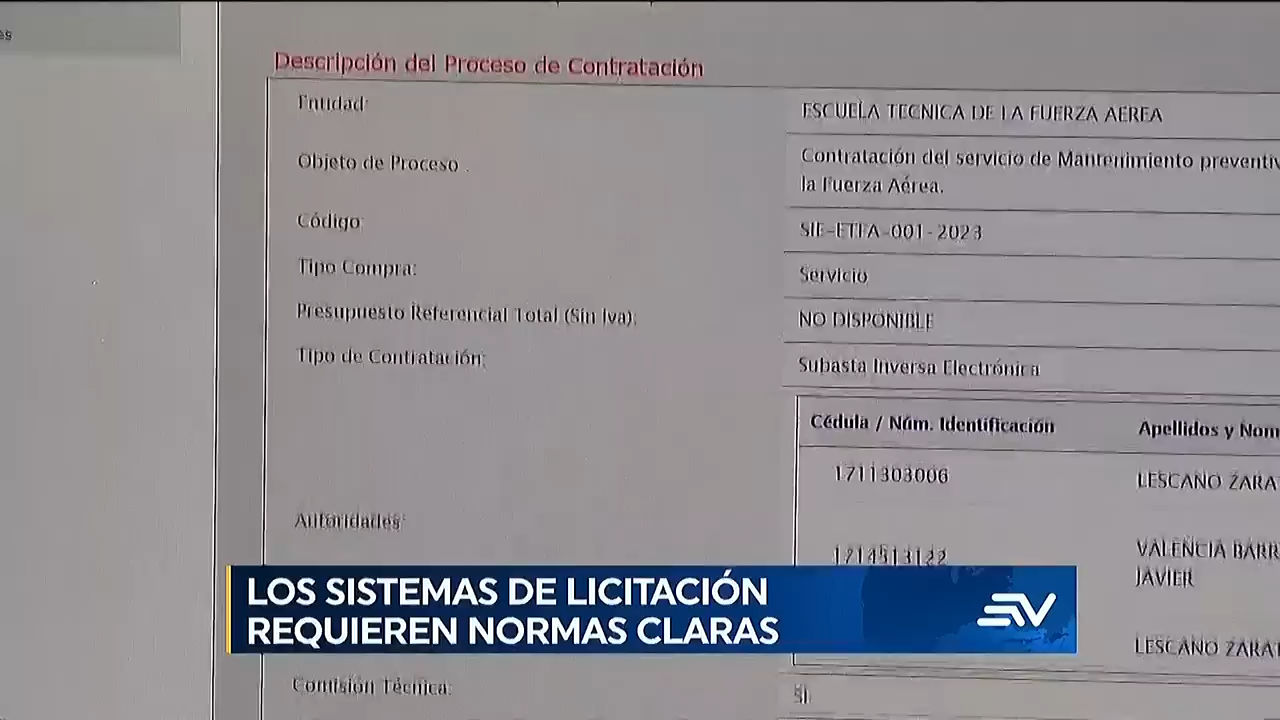 es
Descripción del Proceso de Contratación
Entidad:
ESCUELA TECNICA DE LA FUERZA AEREA
Objeto de Proceso :
Contratación del servicio de Mantenimiento preventiv
la Fuerza Aérea.
Código:
SIE-ETFA-001-2023
Tipo Compra:
Servicio
Presupuesto Referencial Total (Sin Iva):
NO DISPONIBLE
Tipo de Contratación:
Subasta Inversa Electrónica
Cédula / Núm. Identificación
Apellidos y Nom
1711303006
LESCANO ZARA
Autoridades:
1714513122
VALENCIA BARR
JAVIER
LESCANO ZARAT
LOS SISTEMAS DE LICITACIÓN
REQUIEREN NORMAS CLARAS
Comisión Técnica:
SI